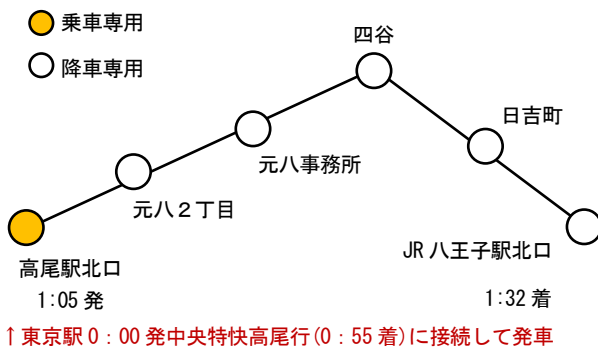 乗車専用
降車専用
四谷
日吉町
元八事務所
元八２丁目
高尾駅北口
1:05 発
JR 八王子駅北口
1:32 着
↑東京駅 0：00 発中央特快高尾行(0：55 着)に接続して発車